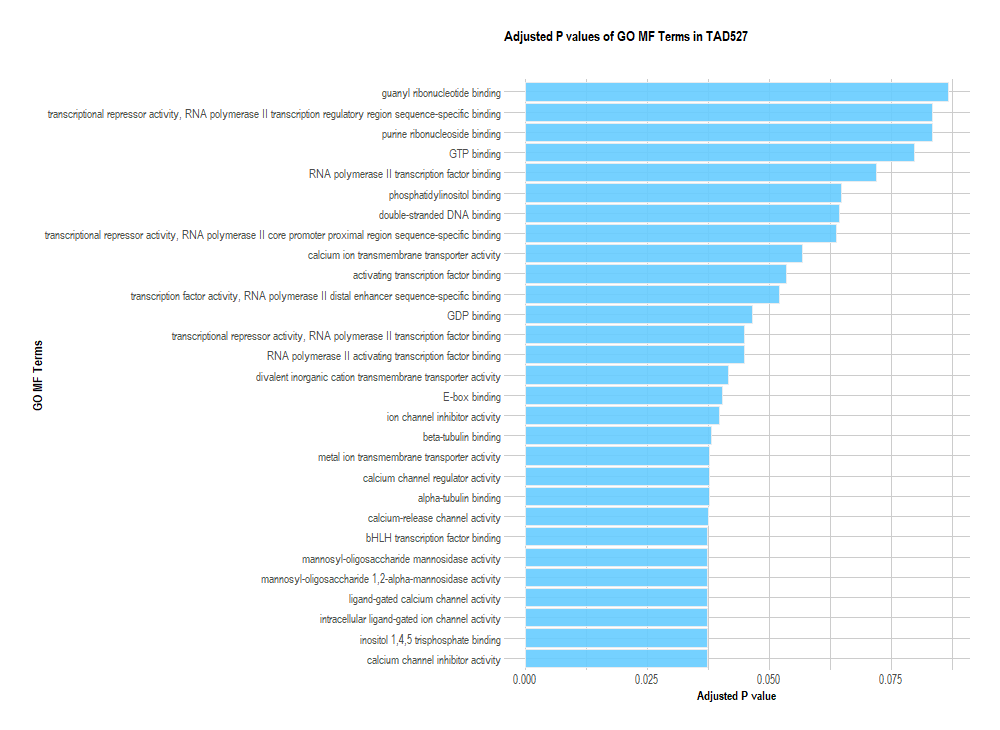 Adjusted P values of GO MF Terms in TAD527
guanyl ribonucleotide binding
transcriptional repressor activity, RNA polymerase II transcription regulatory region sequence-specific binding
purine ribonucleoside binding
GTP binding
RNA polymerase II transcription factor binding
phosphatidylinositol binding
double-stranded DNA binding
transcriptional repressor activity, RNA polymerase II core promoter proximal region sequence-specific binding
calcium ion transmembrane transporter activity
activating transcription factor binding
transcription factor activity, RNA polymerase II distal enhancer sequence-specific binding
GDP binding
transcriptional repressor activity, RNA polymerase II transcription factor binding
RNA polymerase II activating transcription factor binding
divalent inorganic cation transmembrane transporter activity
E-box binding
ion channel inhibitor activity
beta-tubulin binding
metal ion transmembrane transporter activity
calcium channel regulator activity
alpha-tubulin binding
calcium-release channel activity
bHLH transcription factor binding
mannosyl-oligosaccharide mannosidase activity
mannosyl-oligosaccharide 1,2-alpha-mannosidase activity
ligand-gated calcium channel activity
intracellular ligand-gated ion channel activity
inositol 1,4,5 trisphosphate binding
calcium channel inhibitor activity
GO MF Terms
0.000 0.025 0.050 0.075
Adjusted P value